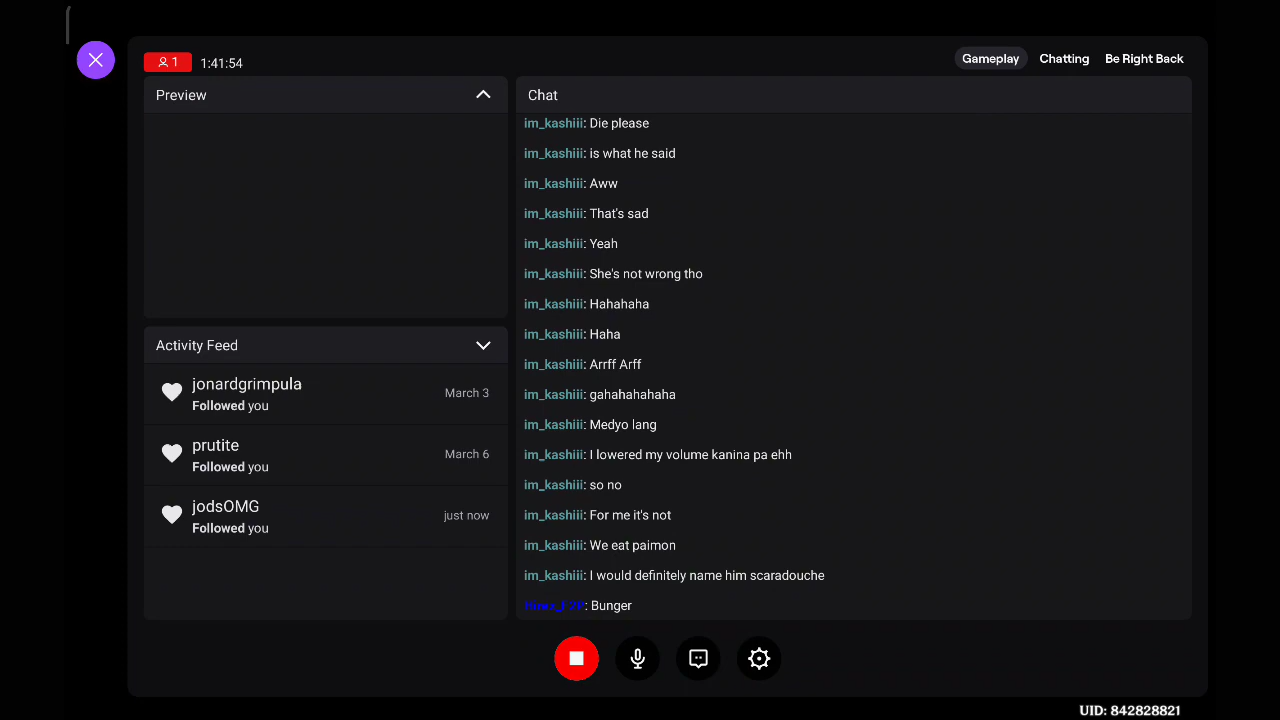 1
1:41:54
Gameplay
Chatting
Be Right Back
Preview
Activity Feed
jonardgrimpula
Followed you
March 3
prutite
Followed you
March 6
jodsOMG
Followed you
just now
Chat
im_kashiii: Die please
im_kashiii: is what he said
im_kashiii: Aww
im_kashiii: That's sad
im_kashiii: Yeah
im_kashiii: She's not wrong tho
im_kashiii: Hahahaha
im_kashiii: Haha
im_kashiii: Arrff Arff
im_kashiii: gahahahahaha
im_kashiii: Medyo lang
im_kashiii: I lowered my volume kanina pa ehh
im_kashiii: so no
im_kashiii: For me it's not
im_kashiii: We eat paimon
im_kashiii: I would definitely name him scaradouche
: Bunger
UID: 842828821